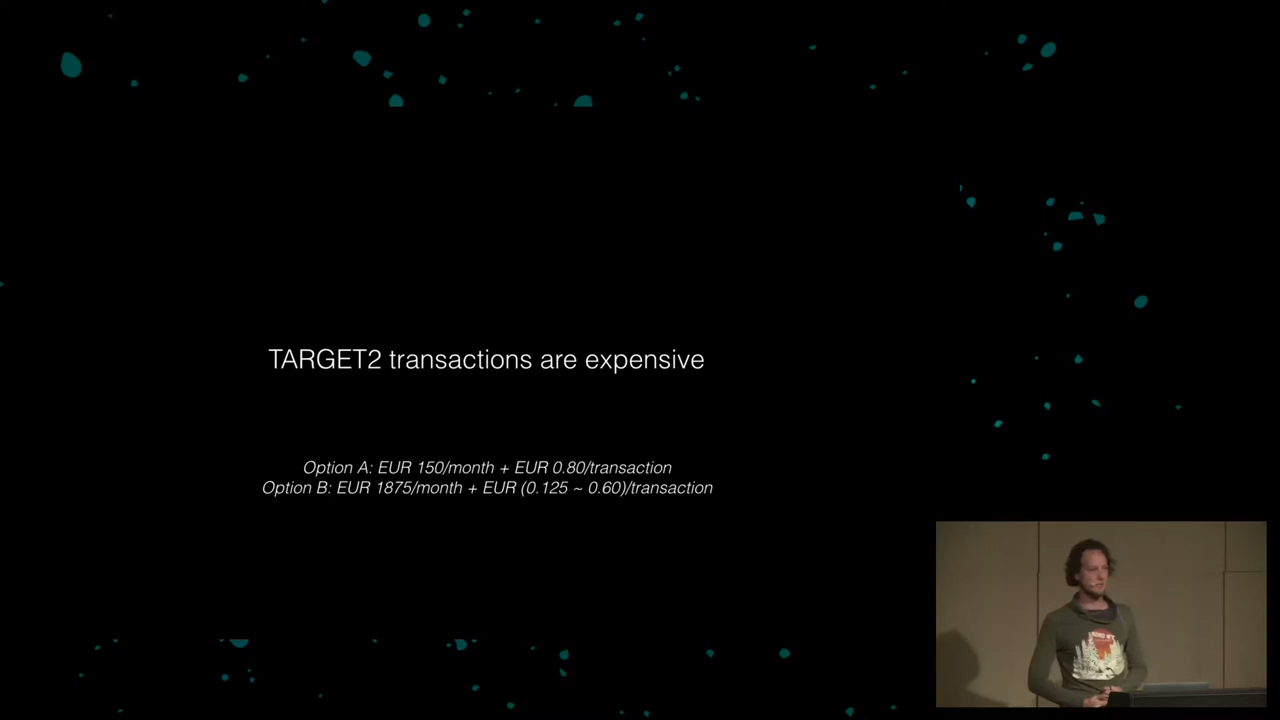 TARGET2 transactions are expensive
Option A: EUR 150/month + EUR 0.80/transaction
Option B: EUR 1875/month + EUR (0.125 ~ 0.60)/transaction